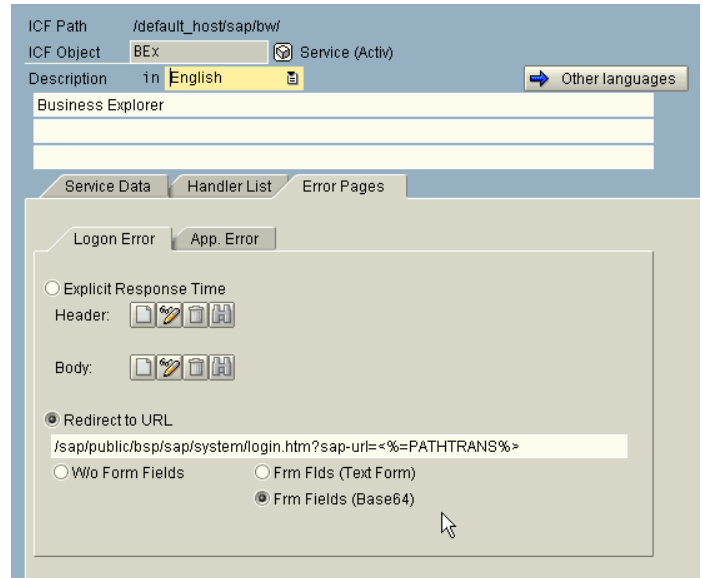 ICF Path /default_host/sap/bw/
ICF Object BEx Service (Activ)
Description in English Other languages
Business Explorer
Service Data Handler List Error Pages
Logon Error App. Error
Explicit Response Time
Header:
Body:
Redirect to URL
/sap/public/bsp/sap/system/login.htm?sap-url=<%=PATHTRANS%>
W/o Form Fields Frm Flds (Text Form)
Frm Fields (Base64)